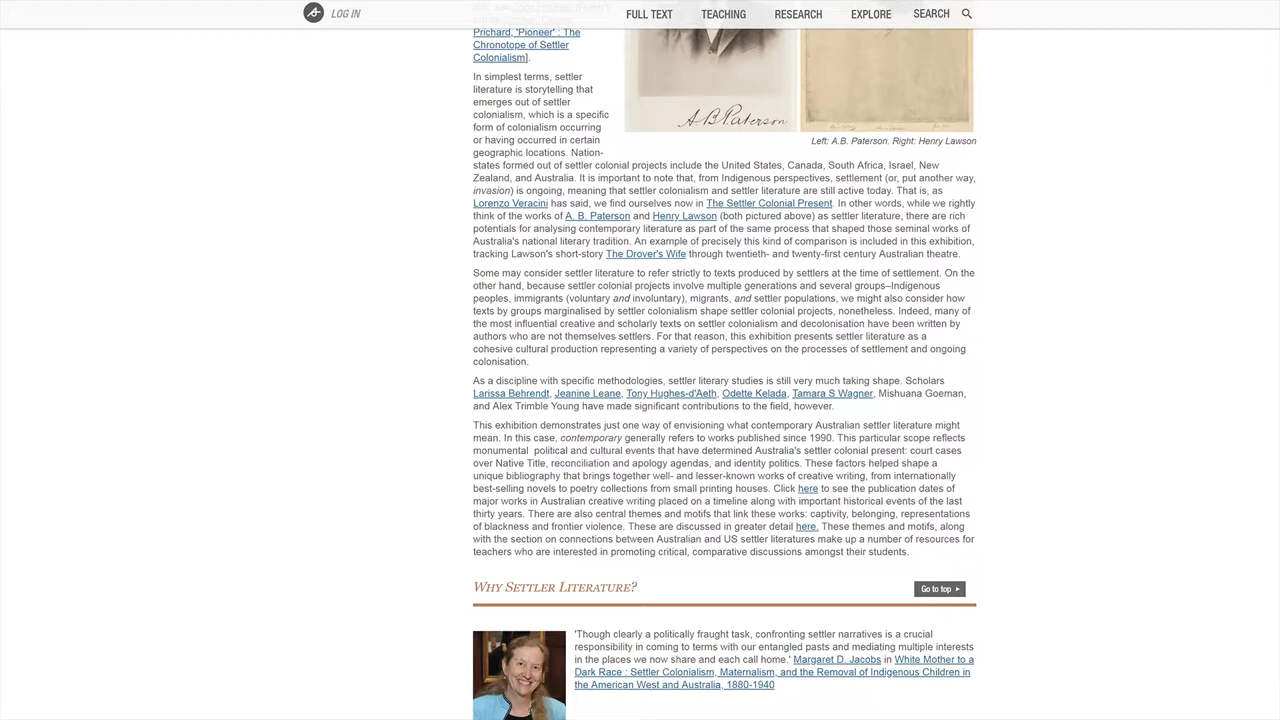 LOG IN
FULL TEXT
TEACHING
RESEARCH
EXPLORE
SEARCH
Prichard, 'Pioneer' : The
Chronotope of Settler
Colonialism].
In simplest terms, settler
literature is storytelling that
emerges out of settler
colonialism, which is a specific
form of colonialism occurring
or having occurred in certain
geographic locations. Nation-
A B Paterson
Left: A.B. Paterson. Right: Henry Lawson
states formed out of settler colonial projects include the United States, Canada, South Africa, Israel, New
Zealand, and Australia. It is important to note that, from Indigenous perspectives, settlement (or, put another way,
invasion) is ongoing, meaning that settler colonialism and settler literature are still active today. That is, as
Lorenzo Veracini has said, we find ourselves now in The Settler Colonial Present. In other words, while we rightly
think of the works of A. B. Paterson and Henry Lawson (both pictured above) as settler literature, there are rich
potentials for analysing contemporary literature as part of the same process that shaped those seminal works of
Australia's national literary tradition. An example of precisely this kind of comparison is included in this exhibition,
tracking Lawson's short-story The Drover's Wife through twentieth- and twenty-first century Australian theatre.
Some may consider settler literature to refer strictly to texts produced by settlers at the time of settlement. On the
other hand, because settler colonial projects involve multiple generations and several groups–Indigenous
peoples, immigrants (voluntary and involuntary), migrants, and settler populations, we might also consider how
texts by groups marginalised by settler colonialism shape settler colonial projects, nonetheless. Indeed, many of
the most influential creative and scholarly texts on settler colonialism and decolonisation have been written by
authors who are not themselves settlers. For that reason, this exhibition presents settler literature as a
cohesive cultural production representing a variety of perspectives on the processes of settlement and ongoing
colonisation.
As a discipline with specific methodologies, settler literary studies is still very much taking shape. Scholars
Larissa Behrendt, Jeanine Leane, Tony Hughes-d'Aeth, Odette Kelada, Tamara S Wagner, Mishuana Goeman,
and Alex Trimble Young have made significant contributions to the field, however.
This exhibition demonstrates just one way of envisioning what contemporary Australian settler literature might
mean. In this case, contemporary generally refers to works published since 1990. This particular scope reflects
monumental  political and cultural events that have determined Australia's settler colonial present: court cases
over Native Title, reconciliation and apology agendas, and identity politics. These factors helped shape a
unique bibliography that brings together well- and lesser-known works of creative writing, from internationally
best-selling novels to poetry collections from small printing houses. Click here to see the publication dates of
major works in Australian creative writing placed on a timeline along with important historical events of the last
thirty years. There are also central themes and motifs that link these works: captivity, belonging, representations
of blackness and frontier violence. These are discussed in greater detail here. These themes and motifs, along
with the section on connections between Australian and US settler literatures make up a number of resources for
teachers who are interested in promoting critical, comparative discussions amongst their students.
WHY SETTLER LITERATURE?
Go to top
'Though clearly a politically fraught task, confronting settler narratives is a crucial
responsibility in coming to terms with our entangled pasts and mediating multiple interests
in the places we now share and each call home.' Margaret D. Jacobs in White Mother to a
Dark Race : Settler Colonialism, Maternalism, and the Removal of Indigenous Children in
the American West and Australia, 1880-1940